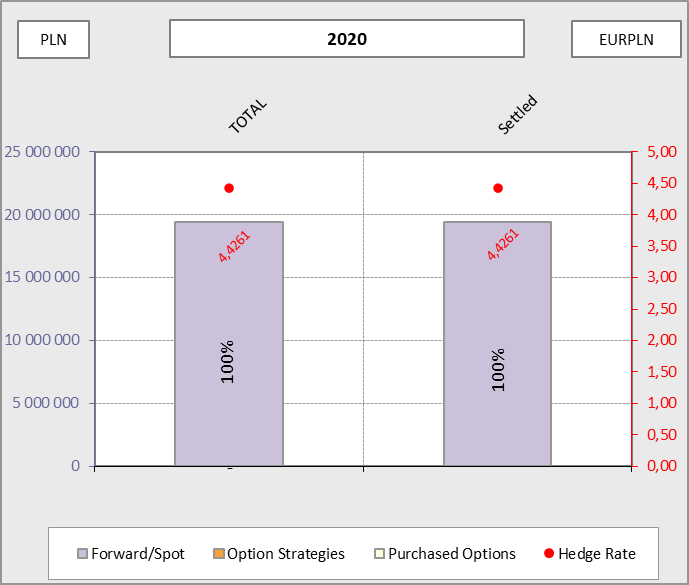 PLN
2020
EURPLN
TOTAL
Settled
25 000 000
20 000 000
15 000 000
10 000 000
5 000 000
0
5,00
4,50
4,00
3,50
3,00
2,50
2,00
1,50
1,00
0,50
0,00
4,4261
4,4261
100%
100%
-
Forward/Spot
Option Strategies
Purchased Options
Hedge Rate